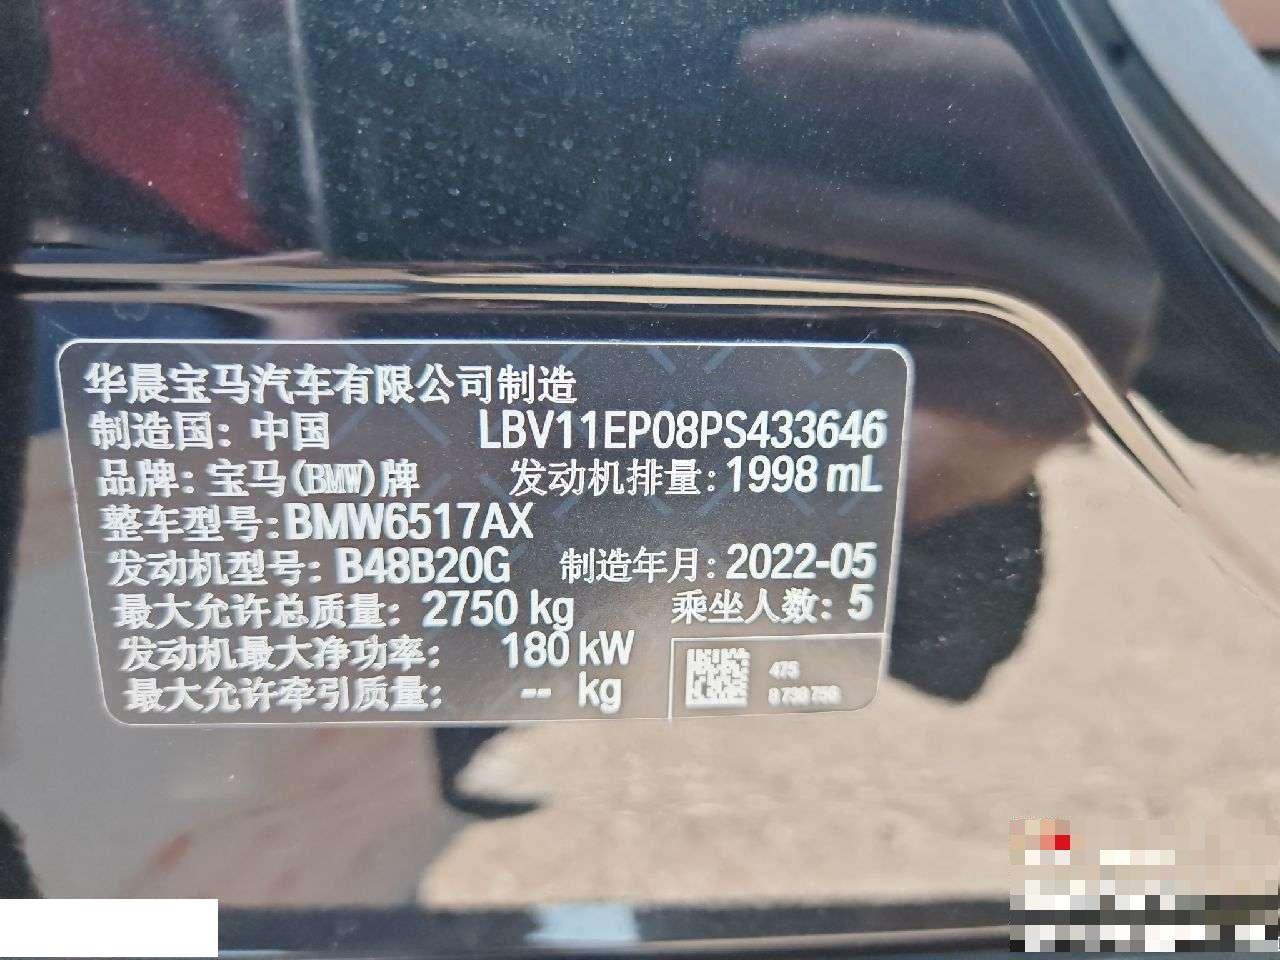 华晨宝马汽车有限公司制造
制造国：中国 LBV11EP08PS433646
品牌：宝马(BMW)牌 发动机排量：1998 mL
整车型号：BMW6517AX
发动机型号：B48B20G 制造年月：2022-05
最大允许总质量：2750 kg 乘坐人数：5
发动机最大净功率： 180 kW
最大允许牵引质量： -- kg
475